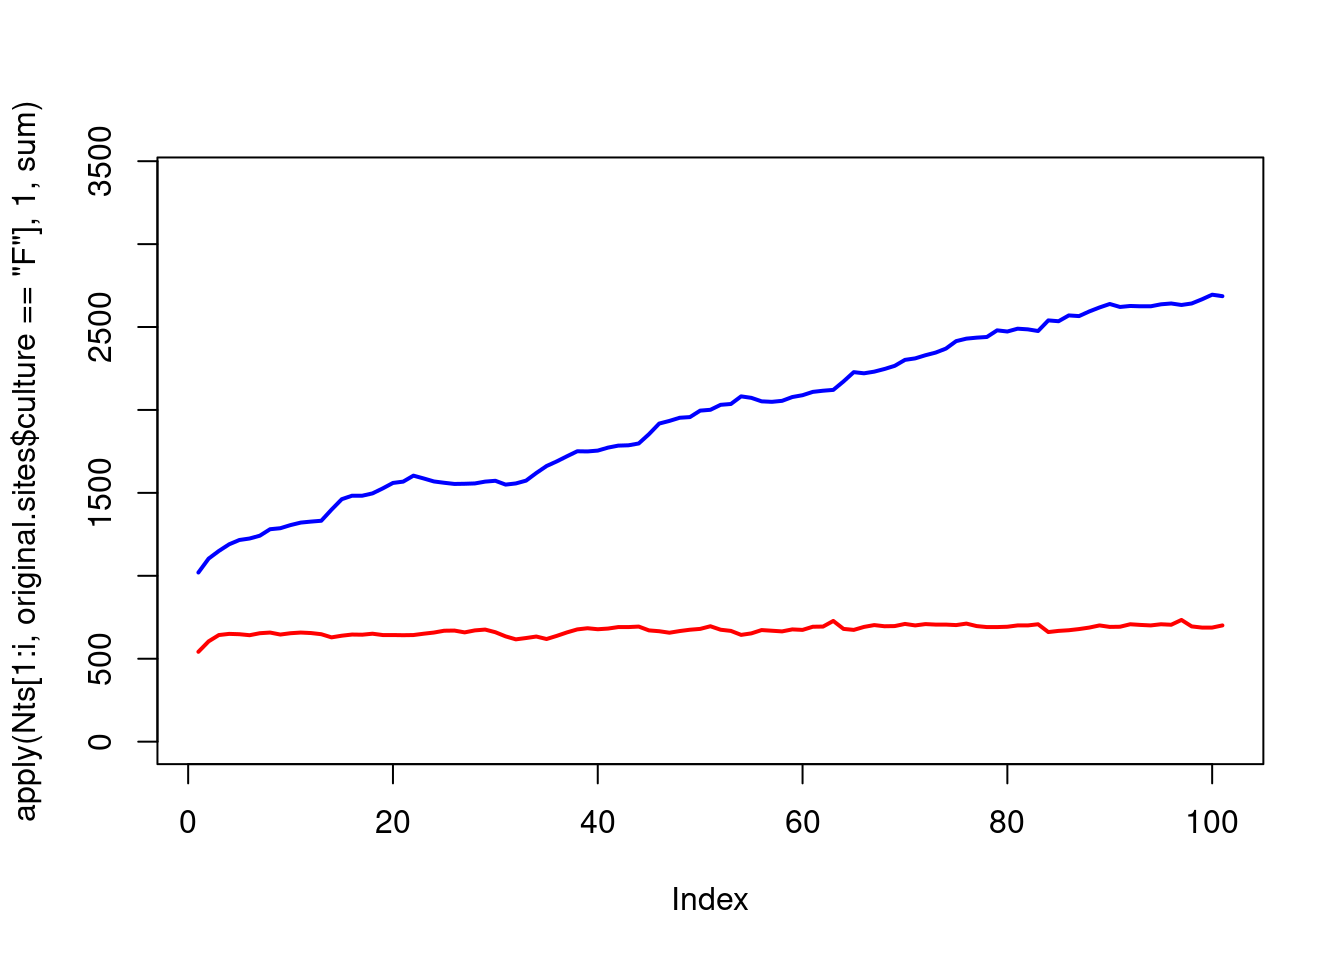 apply(Nts[1:i, original.sites$culture == "F"], 1, sum)
3500
2500
1500
500
0
0 20 40 60 80 100
Index